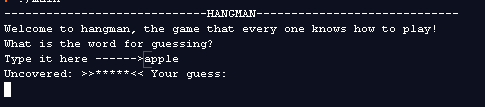 ------------------------------HANGMAN------------------------------
Welcome to hangman, the game that every one knows how to play!
What is the word for guessing?
Type it here ------>apple
Uncovered: >>*****<< Your guess: